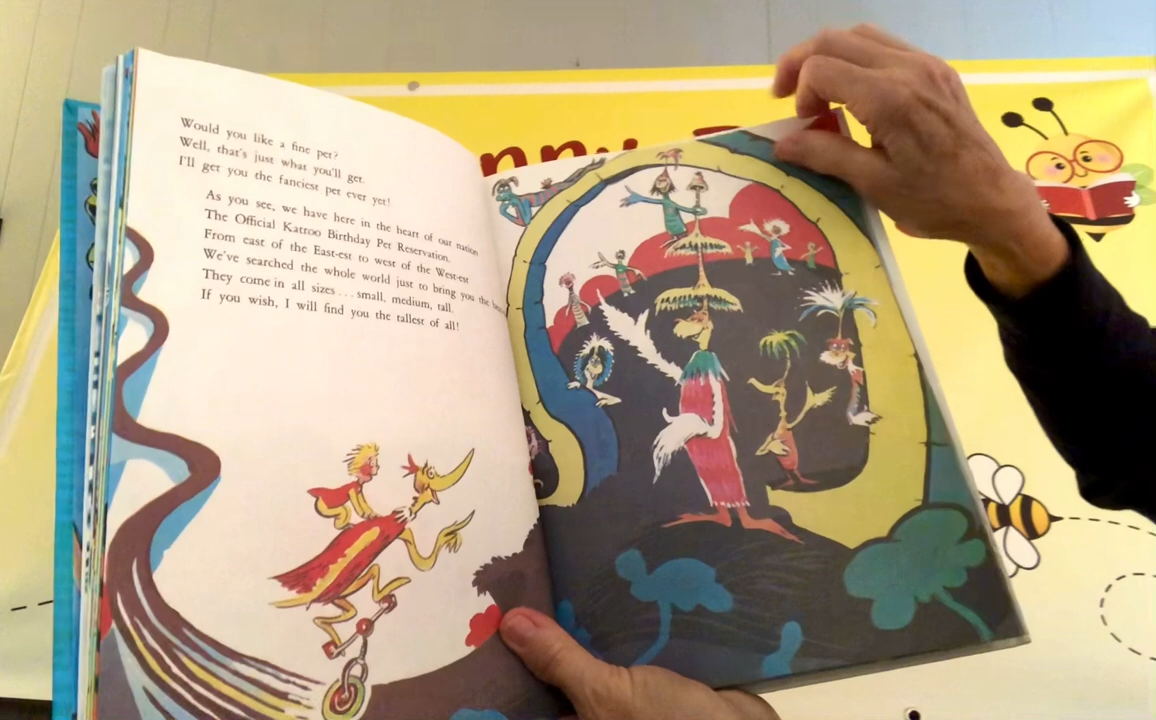 Would you like a fine pet?
Well, that's just what you'll get.
I'll get you the fanciest pet ever yet!
As you see, we have here in the heart of our nation
The Official Katroo Birthday Pet Reservation.
From east of the East-est to west of the West-est
We've searched the whole world just to bring you the
They come in all sizes ... small, medium, tall.
If you wish, I will find you the tallest of all!